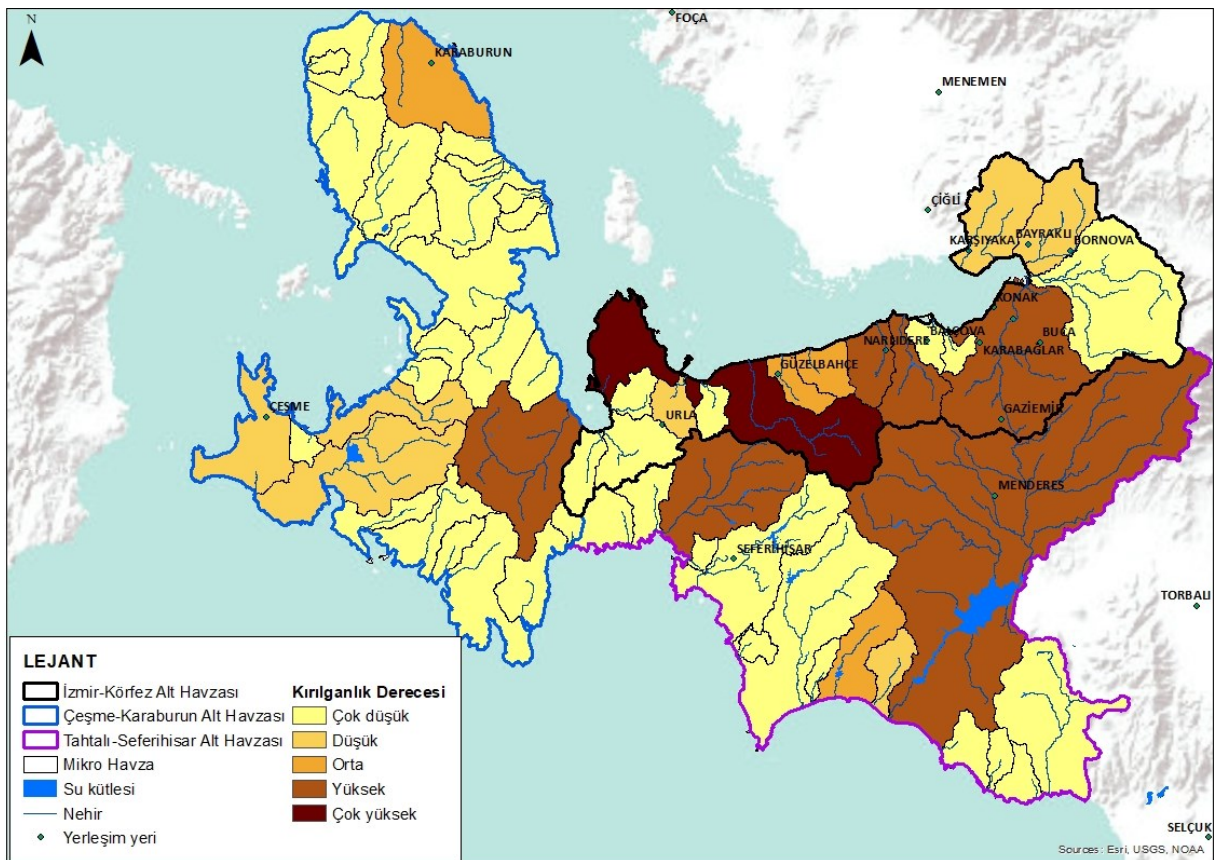 N
FOÇA
KARABURUN
MENEMEN
ÇİĞLİ
KARŞIYAKA
BAYRAKLI
BORNOVA
KONAK
BALÇOVA
BUCA
NARLIDERE
KARABAĞLAR
GÜZELBAHÇE
ÇEŞME
URLA
GAZİEMİR
MENDERES
SEFERİHİSAR
TORBALI
SELÇUK
LEJANT
İzmir-Körfez Alt Havzası
Çeşme-Karaburun Alt Havzası
Tahtalı-Seferihisar Alt Havzası
Mikro Havza
Su kütlesi
Nehir
Yerleşim yeri
Kırılganlık Derecesi
Çok düşük
Düşük
Orta
Yüksek
Çok yüksek
Sources: Esri, USGS, NOAA